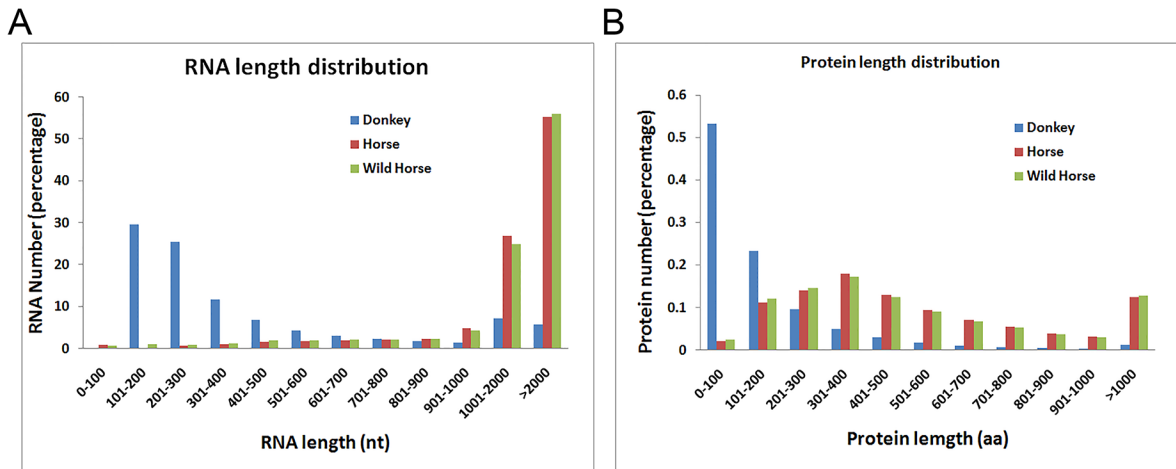 A
RNA length distribution
RNA Number (percentage)
60
50
40
30
20
10
0
Donkey
Horse
Wild Horse
0-100
101-200
201-300
301-400
401-500
501-600
601-700
701-800
801-900
901-1000
1001-2000
>2000
RNA length (nt)
B
Protein length distribution
Protein number (percentage)
0.6
0.5
0.4
0.3
0.2
0.1
0
Donkey
Horse
Wild Horse
0-100
101-200
201-300
301-400
401-500
501-600
601-700
701-800
801-900
901-1000
>1000
Protein lemgth (aa)